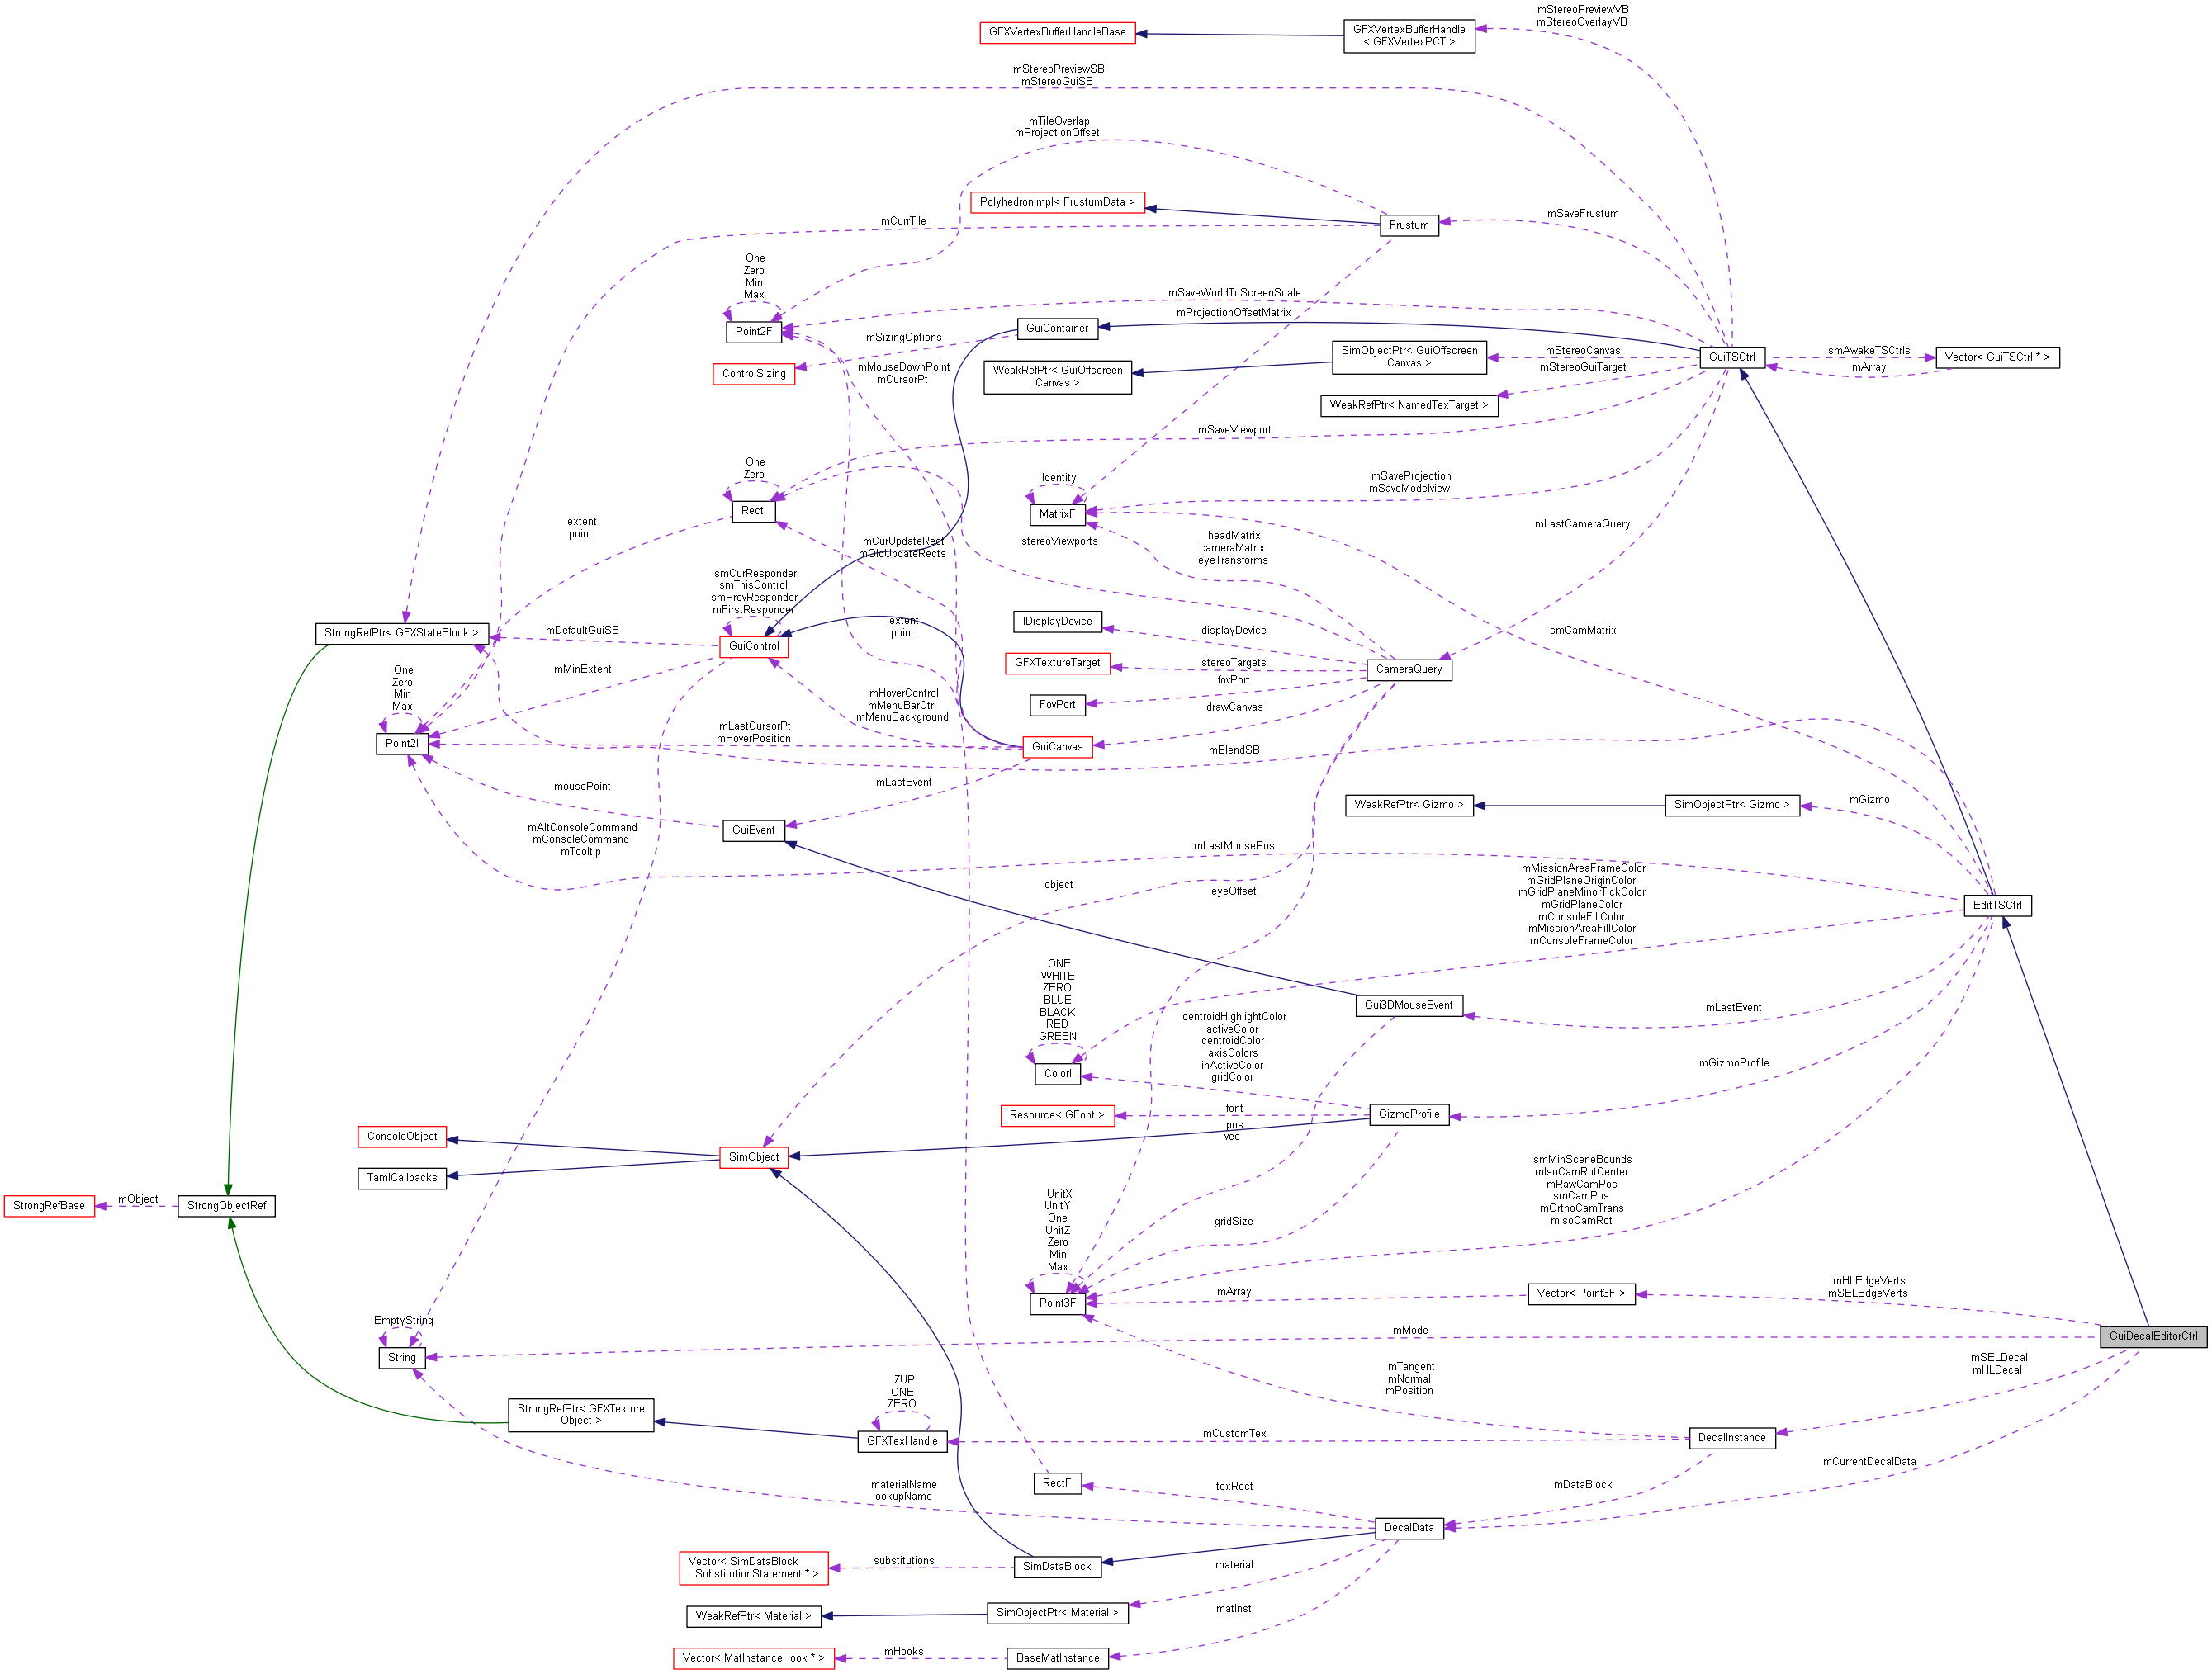 mStereoPreviewVB
mStereoOverlayVB
GFXVertexBufferHandleBase
GFXVertexBufferHandle
< GFXVertexPCT >
mStereoPreviewSB
mStereoGuiSB
mTileOverlap
mProjectionOffset
PolyhedronImpl< FrustumData >
mCurrTile
Frustum
mSaveFrustum
One
Zero
Min
Max
Point2F
mSaveWorldToScreenScale
mProjectionOffsetMatrix
GuiContainer
mSizingOptions
ControlSizing
mMouseDownPoint
mCursorPt
WeakRefPtr< GuiOffscreen
Canvas >
SimObjectPtr< GuiOffscreen
Canvas >
mStereoCanvas
mStereoGuiTarget
GuiTSCtrl
smAwakeTSCtrls
mArray
Vector< GuiTSCtrl * >
WeakRefPtr< NamedTexTarget >
mSaveViewport
One
Zero
RectI
mSaveProjection
mSaveModelview
Identity
MatrixF
extent
point
mCurUpdateRect
mOldUpdateRects
stereoViewports
headMatrix
cameraMatrix
eyeTransforms
mLastCameraQuery
smCurResponder
smThisControl
smPrevResponder
mFirstResponder
StrongRefPtr< GFXStateBlock >
mDefaultGuiSB
GuiControl
extent
point
IDisplayDevice
displayDevice
smCamMatrix
GFXTextureTarget
stereoTargets
CameraQuery
One
Zero
Min
Max
mMinExtent
FovPort
fovPort
mHoverControl
mMenuBarCtrl
mMenuBackground
drawCanvas
Point2I
mLastCursorPt
mHoverPosition
GuiCanvas
mBlendSB
mousePoint
mLastEvent
WeakRefPtr< Gizmo >
SimObjectPtr< Gizmo >
mGizmo
GuiEvent
mAltConsoleCommand
mConsoleCommand
mTooltip
mLastMousePos
object
eyeOffset
mMissionAreaFrameColor
mGridPlaneOriginColor
mGridPlaneMinorTickColor
mGridPlaneColor
mConsoleFillColor
mMissionAreaFillColor
mConsoleFrameColor
EditTSCtrl
ONE
WHITE
ZERO
BLUE
BLACK
RED
GREEN
ColorI
Gui3DMouseEvent
mLastEvent
centroidHighlightColor
activeColor
centroidColor
axisColors
inActiveColor
gridColor
mGizmoProfile
Resource< GFont >
font
pos
vec
GizmoProfile
ConsoleObject
TamlCallbacks
SimObject
smMinSceneBounds
mIsoCamRotCenter
mRawCamPos
smCamPos
mOrthoCamTrans
mIsoCamRot
StrongRefBase
mObject
StrongObjectRef
UnitX
UnitY
One
UnitZ
Zero
Min
Max
Point3F
gridSize
mArray
Vector< Point3F >
mHLEdgeVerts
mSELEdgeVerts
EmptyString
String
mMode
GuiDecalEditorCtrl
mTangent
mNormal
mPosition
mSELDecal
mHLDecal
StrongRefPtr< GFXTexture
Object >
ZUP
ONE
ZERO
GFXTexHandle
mCustomTex
DecalInstance
materialName
lookupName
RectF
texRect
mDataBlock
mCurrentDecalData
DecalData
Vector< SimDataBlock
::SubstitutionStatement * >
substitutions
SimDataBlock
material
WeakRefPtr< Material >
SimObjectPtr< Material >
matInst
Vector< MatInstanceHook * >
mHooks
BaseMatInstance